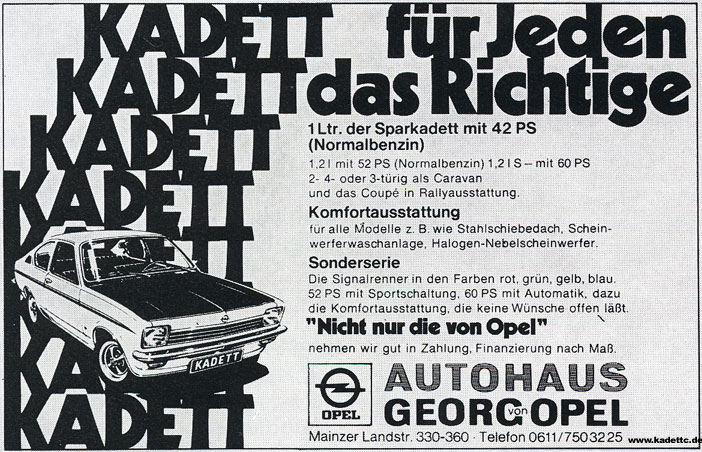 KADETT für Jeden
KADETT das Richtige
KADETT
KADETT
KADETT
KADETT
KADETT
KADETT
KADETT
1 Ltr. der Sparkadett mit 42 PS
(Normalbenzin)
1,2 l mit 52 PS (Normalbenzin) 1,2 l S – mit 60 PS
2- 4- oder 3-türig als Caravan
und das Coupé in Rallyausstattung.
Komfortausstattung
für alle Modelle z. B. wie Stahlschiebedach, Schein-
werferwaschanlage, Halogen-Nebelscheinwerfer.
Sonderserie
Die Signalrenner in den Farben rot, grün, gelb, blau.
52 PS mit Sportschaltung, 60 PS mit Automatik, dazu
die Komfortausstattung, die keine Wünsche offen läßt.
"Nicht nur die von Opel"
nehmen wir gut in Zahlung, Finanzierung nach Maß.
OPEL
AUTOHAUS
GEORG von OPEL
Mainzer Landstr. 330-360 · Telefon 0611/7503225
www.kadettc.de